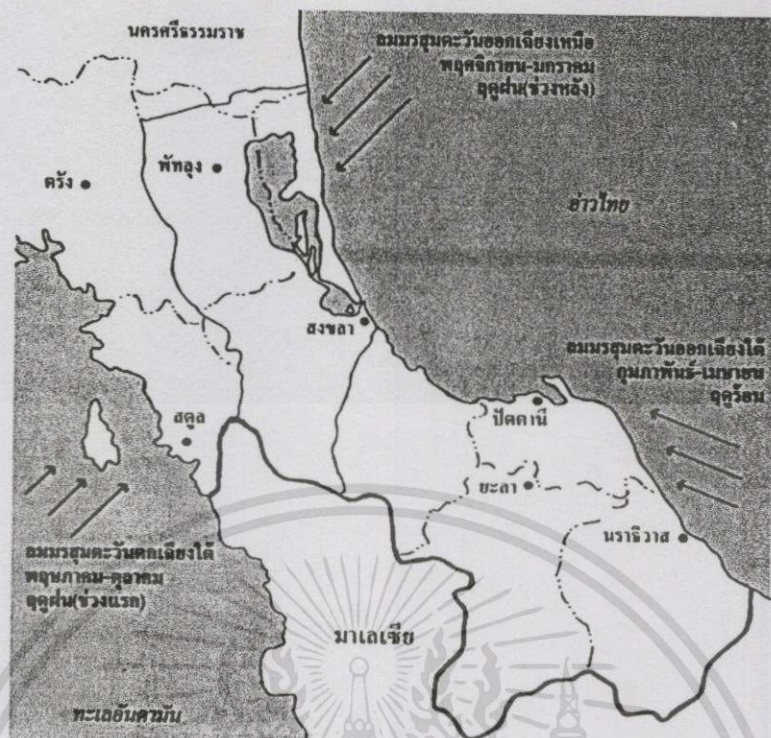 นครศรีธรรมราช
ลมมรสุมตะวันออกเฉียงเหนือ
พฤศจิกายน-มกราคม
ฤดูฝน(ช่วงหลัง)
ตรัง
พัทลุง
อ่าวไทย
สงขลา
ลมมรสุมตะวันออกเฉียงใต้
กุมภาพันธ์-เมษายน
ฤดูร้อน
สตูล
ปัตตานี
ยะลา
นราธิวาส
ลมมรสุมตะวันตกเฉียงใต้
พฤษภาคม-ตุลาคม
ฤดูฝน(ช่วงแรก)
มาเลเซีย
ทะเลอันดามัน